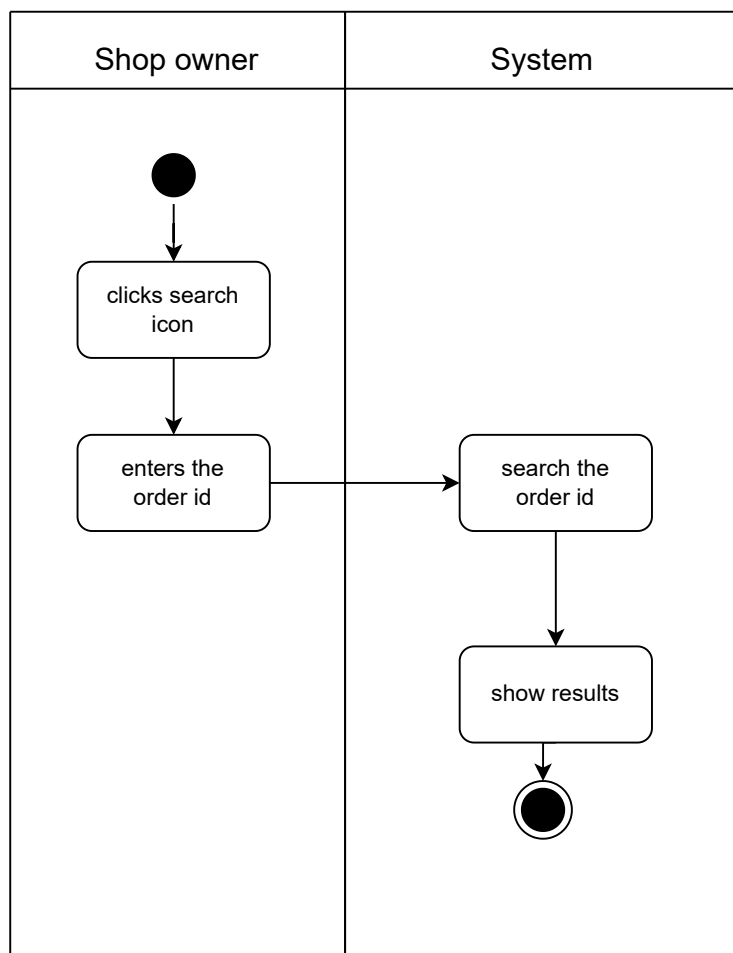 Shop owner
System
clicks search
icon
enters the
order id
search the
order id
show results